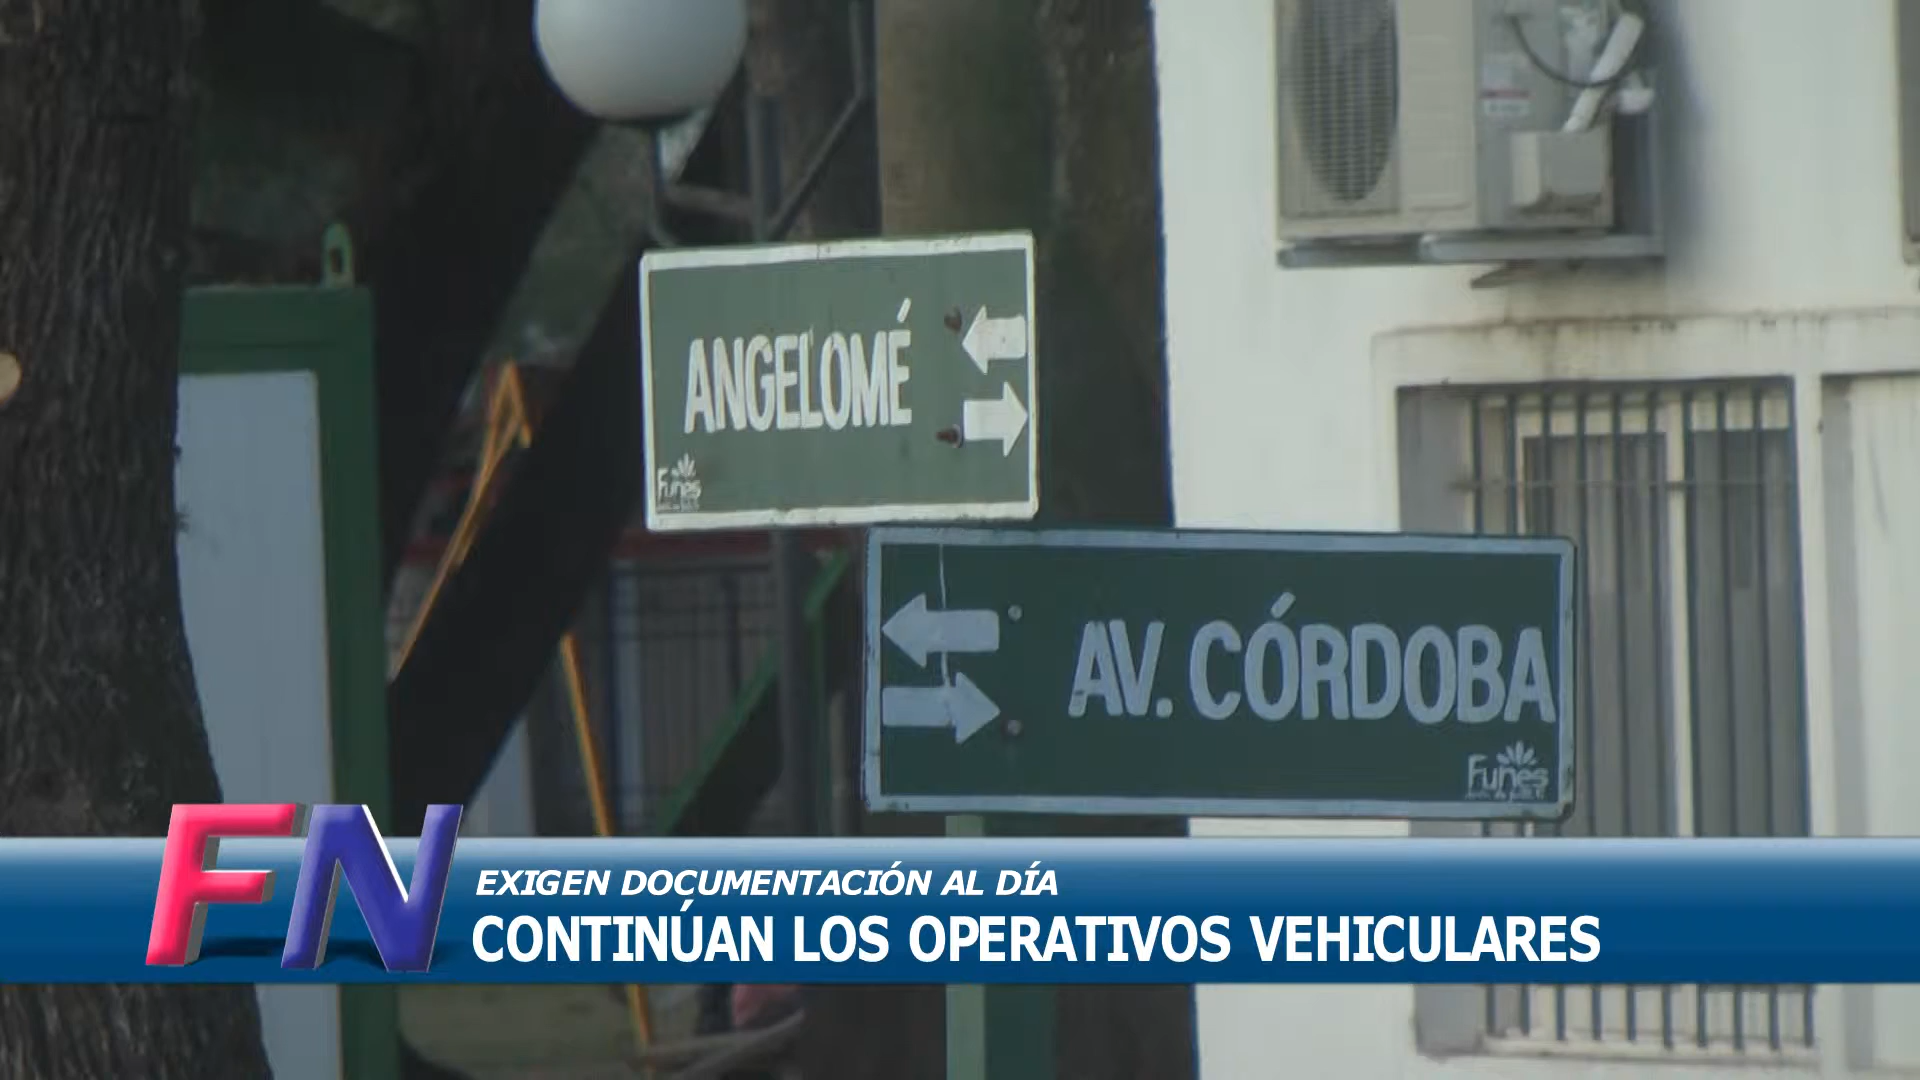 ANGELOMÉ
Funes
AV. CÓRDOBA
Funes
FN
EXIGEN DOCUMENTACIÓN AL DÍA
CONTINÚAN LOS OPERATIVOS VEHICULARES